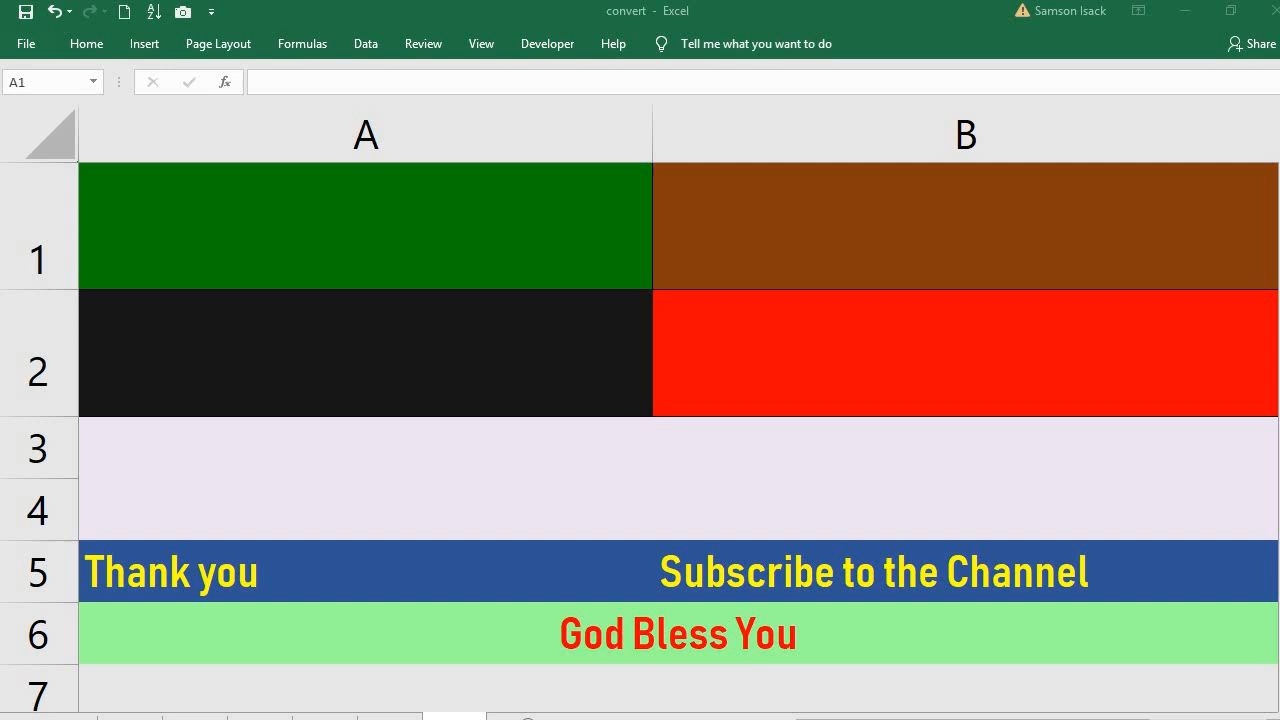 convert - Excel
Samson Isack
File Home Insert Page Layout Formulas Data Review View Developer Help Tell me what you want to do Share
A1 fx
A B
1
2
3
4
5 Thank you Subscribe to the Channel
6 God Bless You
7